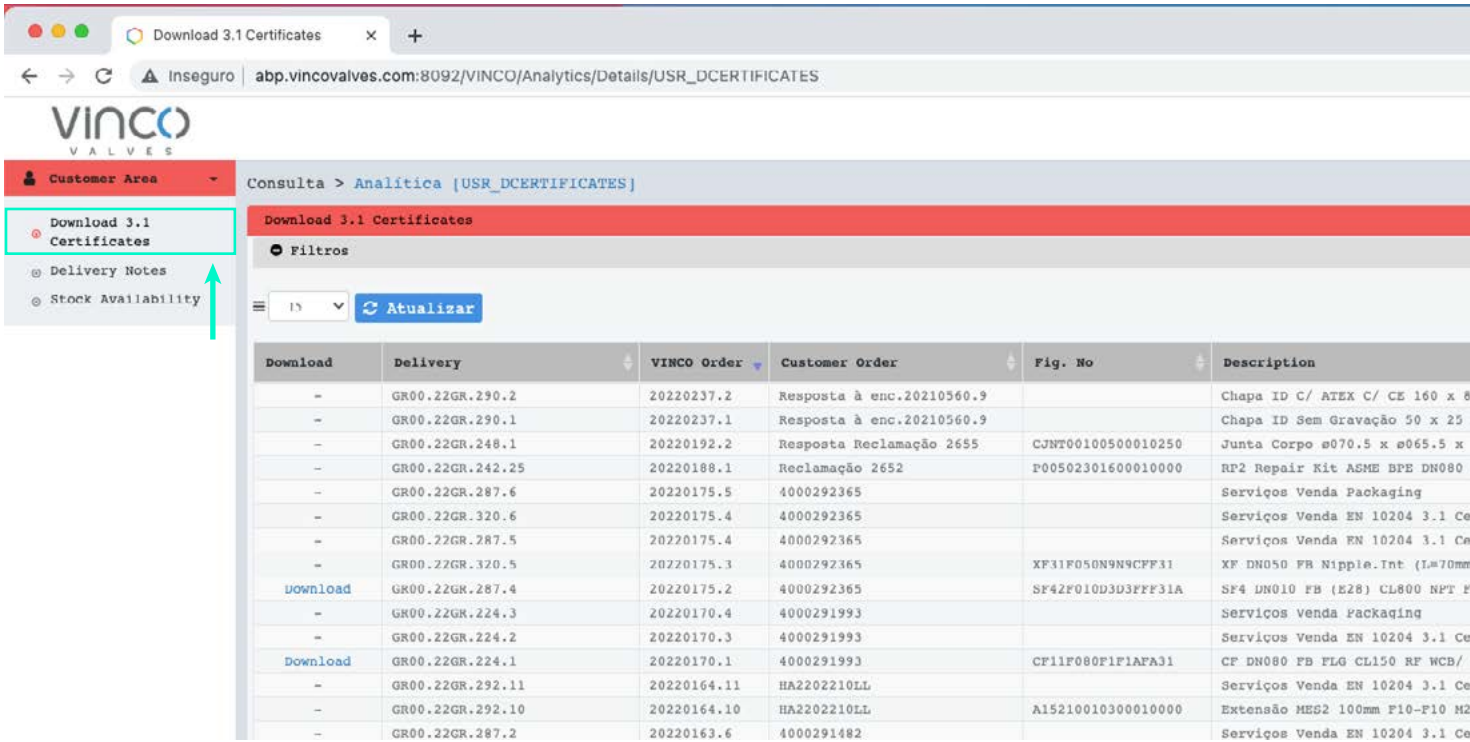 Download 3.1 Certificates
Inseguro abp.vincovalves.com:8092/VINCO/Analytics/Details/USR_DCERTIFICATES
VINCO
VALVES
Customer Area
Consulta > Analítica [USR_DCERTIFICATES]
Download 3.1
Certificates
Delivery Notes
Stock Availability
Download 3.1 Certificates
Filtros
15 Atualizar
Download Delivery VINCO Order Customer Order Fig. No Description
- GR00.22GR.290.2 20220237.2 Resposta à enc.20210560.9 Chapa ID C/ ATEX C/ CE 160 x 8
- GR00.22GR.290.1 20220237.1 Resposta à enc.20210560.9 Chapa ID Sem Gravação 50 x 25
- GR00.22GR.248.1 20220192.2 Resposta Reclamação 2655 CJNT00100500010250 Junta Corpo ø070.5 x ø065.5 x
- GR00.22GR.242.25 20220188.1 Reclamação 2652 P00502301600010000 RP2 Repair Kit ASME BPE DN080
- GR00.22GR.287.6 20220175.5 4000292365 Serviços Venda Packaging
- GR00.22GR.320.6 20220175.4 4000292365 Serviços Venda EN 10204 3.1 Ce
- GR00.22GR.287.5 20220175.4 4000292365 Serviços Venda EN 10204 3.1 Ce
- GR00.22GR.320.5 20220175.3 4000292365 XF31F050N9N9CFF31 XF DN050 FB Nipple.Int (L=70mm
Download GR00.22GR.287.4 20220175.2 4000292365 SF42F010D3D3FFF31A SF4 DN010 FB (E28) CL800 NPT F
- GR00.22GR.224.3 20220170.4 4000291993 Serviços Venda Packaging
- GR00.22GR.224.2 20220170.3 4000291993 Serviços Venda EN 10204 3.1 Ce
Download GR00.22GR.224.1 20220170.1 4000291993 CF11F080F1F1AFA31 CF DN080 FB FLG CL150 RF WCB/
- GR00.22GR.292.11 20220164.11 HA2202210LL Serviços Venda EN 10204 3.1 Ce
- GR00.22GR.292.10 20220164.10 HA2202210LL A15210010300010000 Extensão MES2 100mm F10-F10 M2
- GR00.22GR.287.2 20220163.6 4000291482 Serviços Venda EN 10204 3.1 Ce